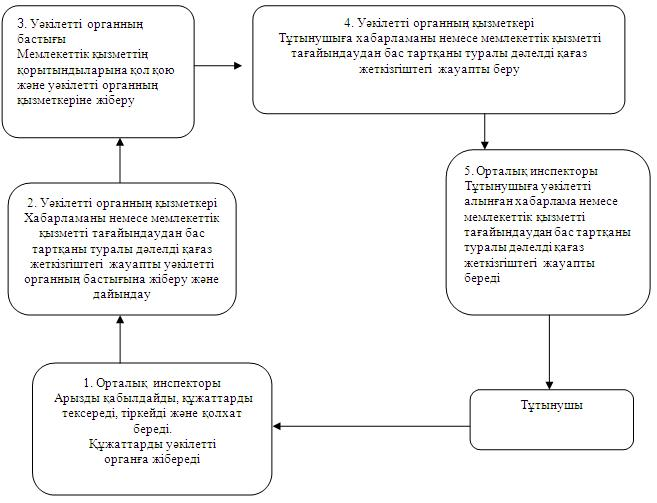 3. Уәкілетті органның
бастығы
Мемлекеттік қызметтің
қорытындыларына қол қою
және уәкілетті органның
қызметкеріне жіберу
4. Уәкілетті органның қызметкері
Тұтынушыға хабарламаны немесе мемлекеттік қызметті
тағайындаудан бас тартқаны туралы дәлелді қағаз
жеткізгіштегі жауапты беру
2. Уәкілетті органның қызметкері
Хабарламаны немесе мемлекеттік
қызметті тағайындаудан бас
тартқаны туралы дәлелді қағаз
жеткізгіштегі жауапты уәкілетті
органның бастығына жіберу және
дайындау
5. Орталық инспекторы
Тұтынушыға уәкілетті
алынған хабарлама немесе
мемлекеттік қызметті
тағайындаудан бас тартқаны
туралы дәлелді қағаз
жеткізгіштегі жауапты
береді
1. Орталық инспекторы
Арызды қабылдайды, құжаттарды
тексереді, тіркейді және қолхат
береді.
Құжаттарды уәкілетті
органға жібереді
Тұтынушы